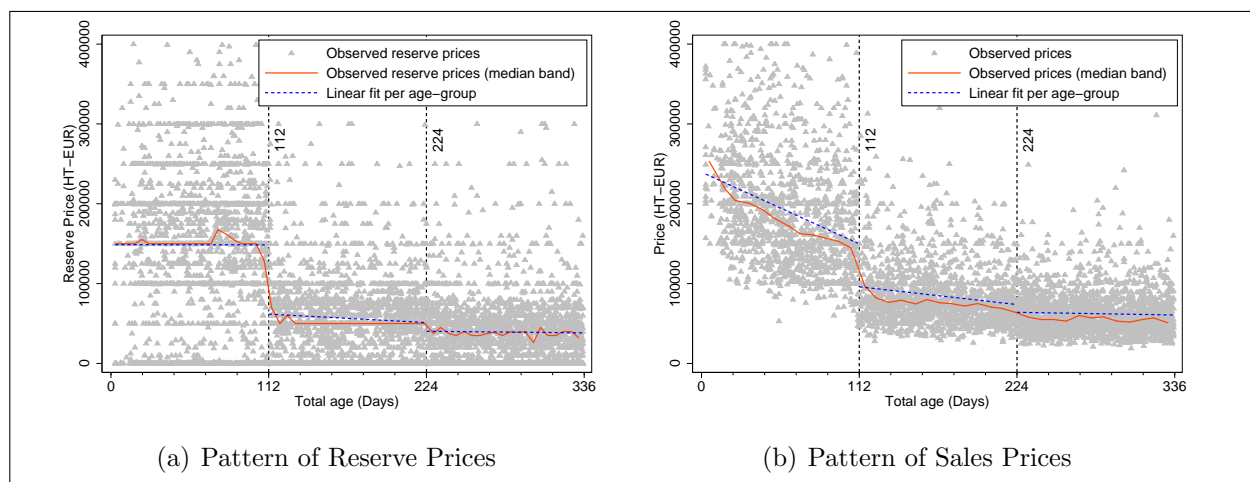 Reserve Price (HT−EUR)
400000
300000
200000
100000
0
Observed reserve prices
Observed reserve prices (median band)
Linear fit per age−group
112
224
0
112
224
336
Total age (Days)
(a) Pattern of Reserve Prices
Price (HT−EUR)
400000
300000
200000
100000
0
Observed prices
Observed prices (median band)
Linear fit per age−group
112
224
0
112
224
336
Total age (Days)
(b) Pattern of Sales Prices